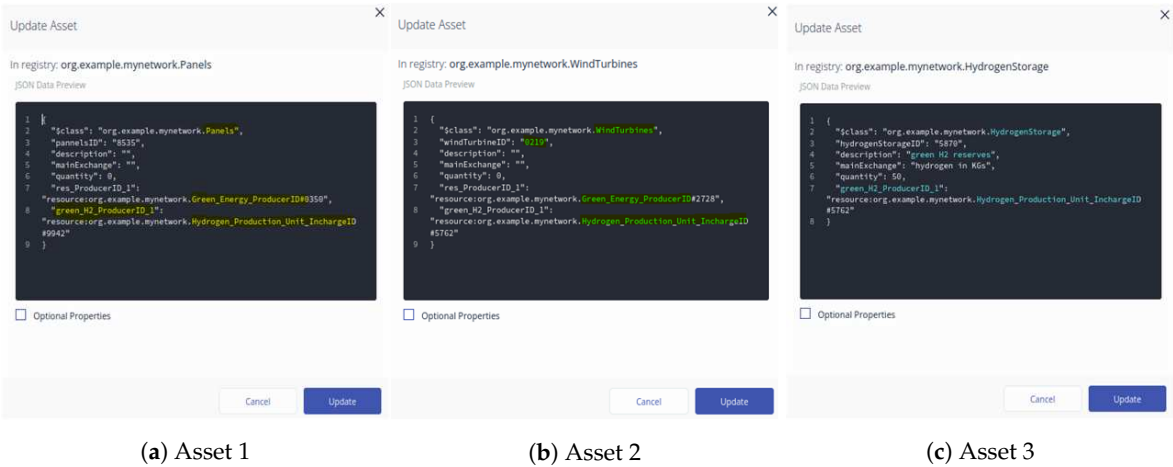 Update Asset
In registry: org.example.mynetwork.Panels
JSON Data Preview
1 {
2 "$class": "org.example.mynetwork.Panels",
3 "pannelsID": "8535",
4 "description": "",
5 "mainExchange": "",
6 "quantity": 0,
7 "res_ProducerID_1":
"resource:org.example.mynetwork.Green_Energy_ProducerID#0350",
8 "green_H2_ProducerID_1":
"resource:org.example.mynetwork.Hydrogen_Production_Unit_InchargeID
#9942"
9 }
Optional Properties
Cancel Update
(a) Asset 1
Update Asset
In registry: org.example.mynetwork.WindTurbines
JSON Data Preview
1 {
2 "$class": "org.example.mynetwork.WindTurbines",
3 "windTurbineID": "0219",
4 "description": "",
5 "mainExchange": "",
6 "quantity": 0,
7 "res_ProducerID_1":
"resource:org.example.mynetwork.Green_Energy_ProducerID#2728",
8 "green_H2_ProducerID_1":
"resource:org.example.mynetwork.Hydrogen_Production_Unit_InchargeID
#5762"
9 }
Optional Properties
Cancel Update
(b) Asset 2
Update Asset
In registry: org.example.mynetwork.HydrogenStorage
JSON Data Preview
1 {
2 "$class": "org.example.mynetwork.HydrogenStorage",
3 "hydrogenStorageID": "5870",
4 "description": "green H2 reserves",
5 "mainExchange": "hydrogen in KGs",
6 "quantity": 50,
7 "green_H2_ProducerID_1":
"resource:org.example.mynetwork.Hydrogen_Production_Unit_InchargeID
#5762"
8 }
Optional Properties
Cancel Update
(c) Asset 3